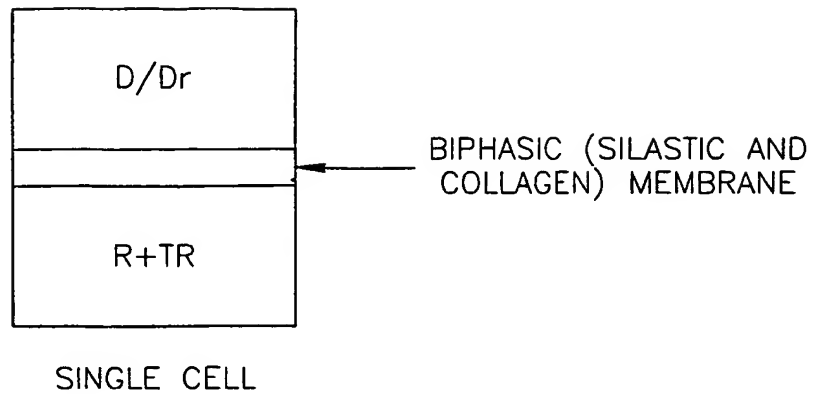 D/Dr
BIPHASIC (SILASTIC AND
COLLAGEN) MEMBRANE
R+TR
SINGLE CELL